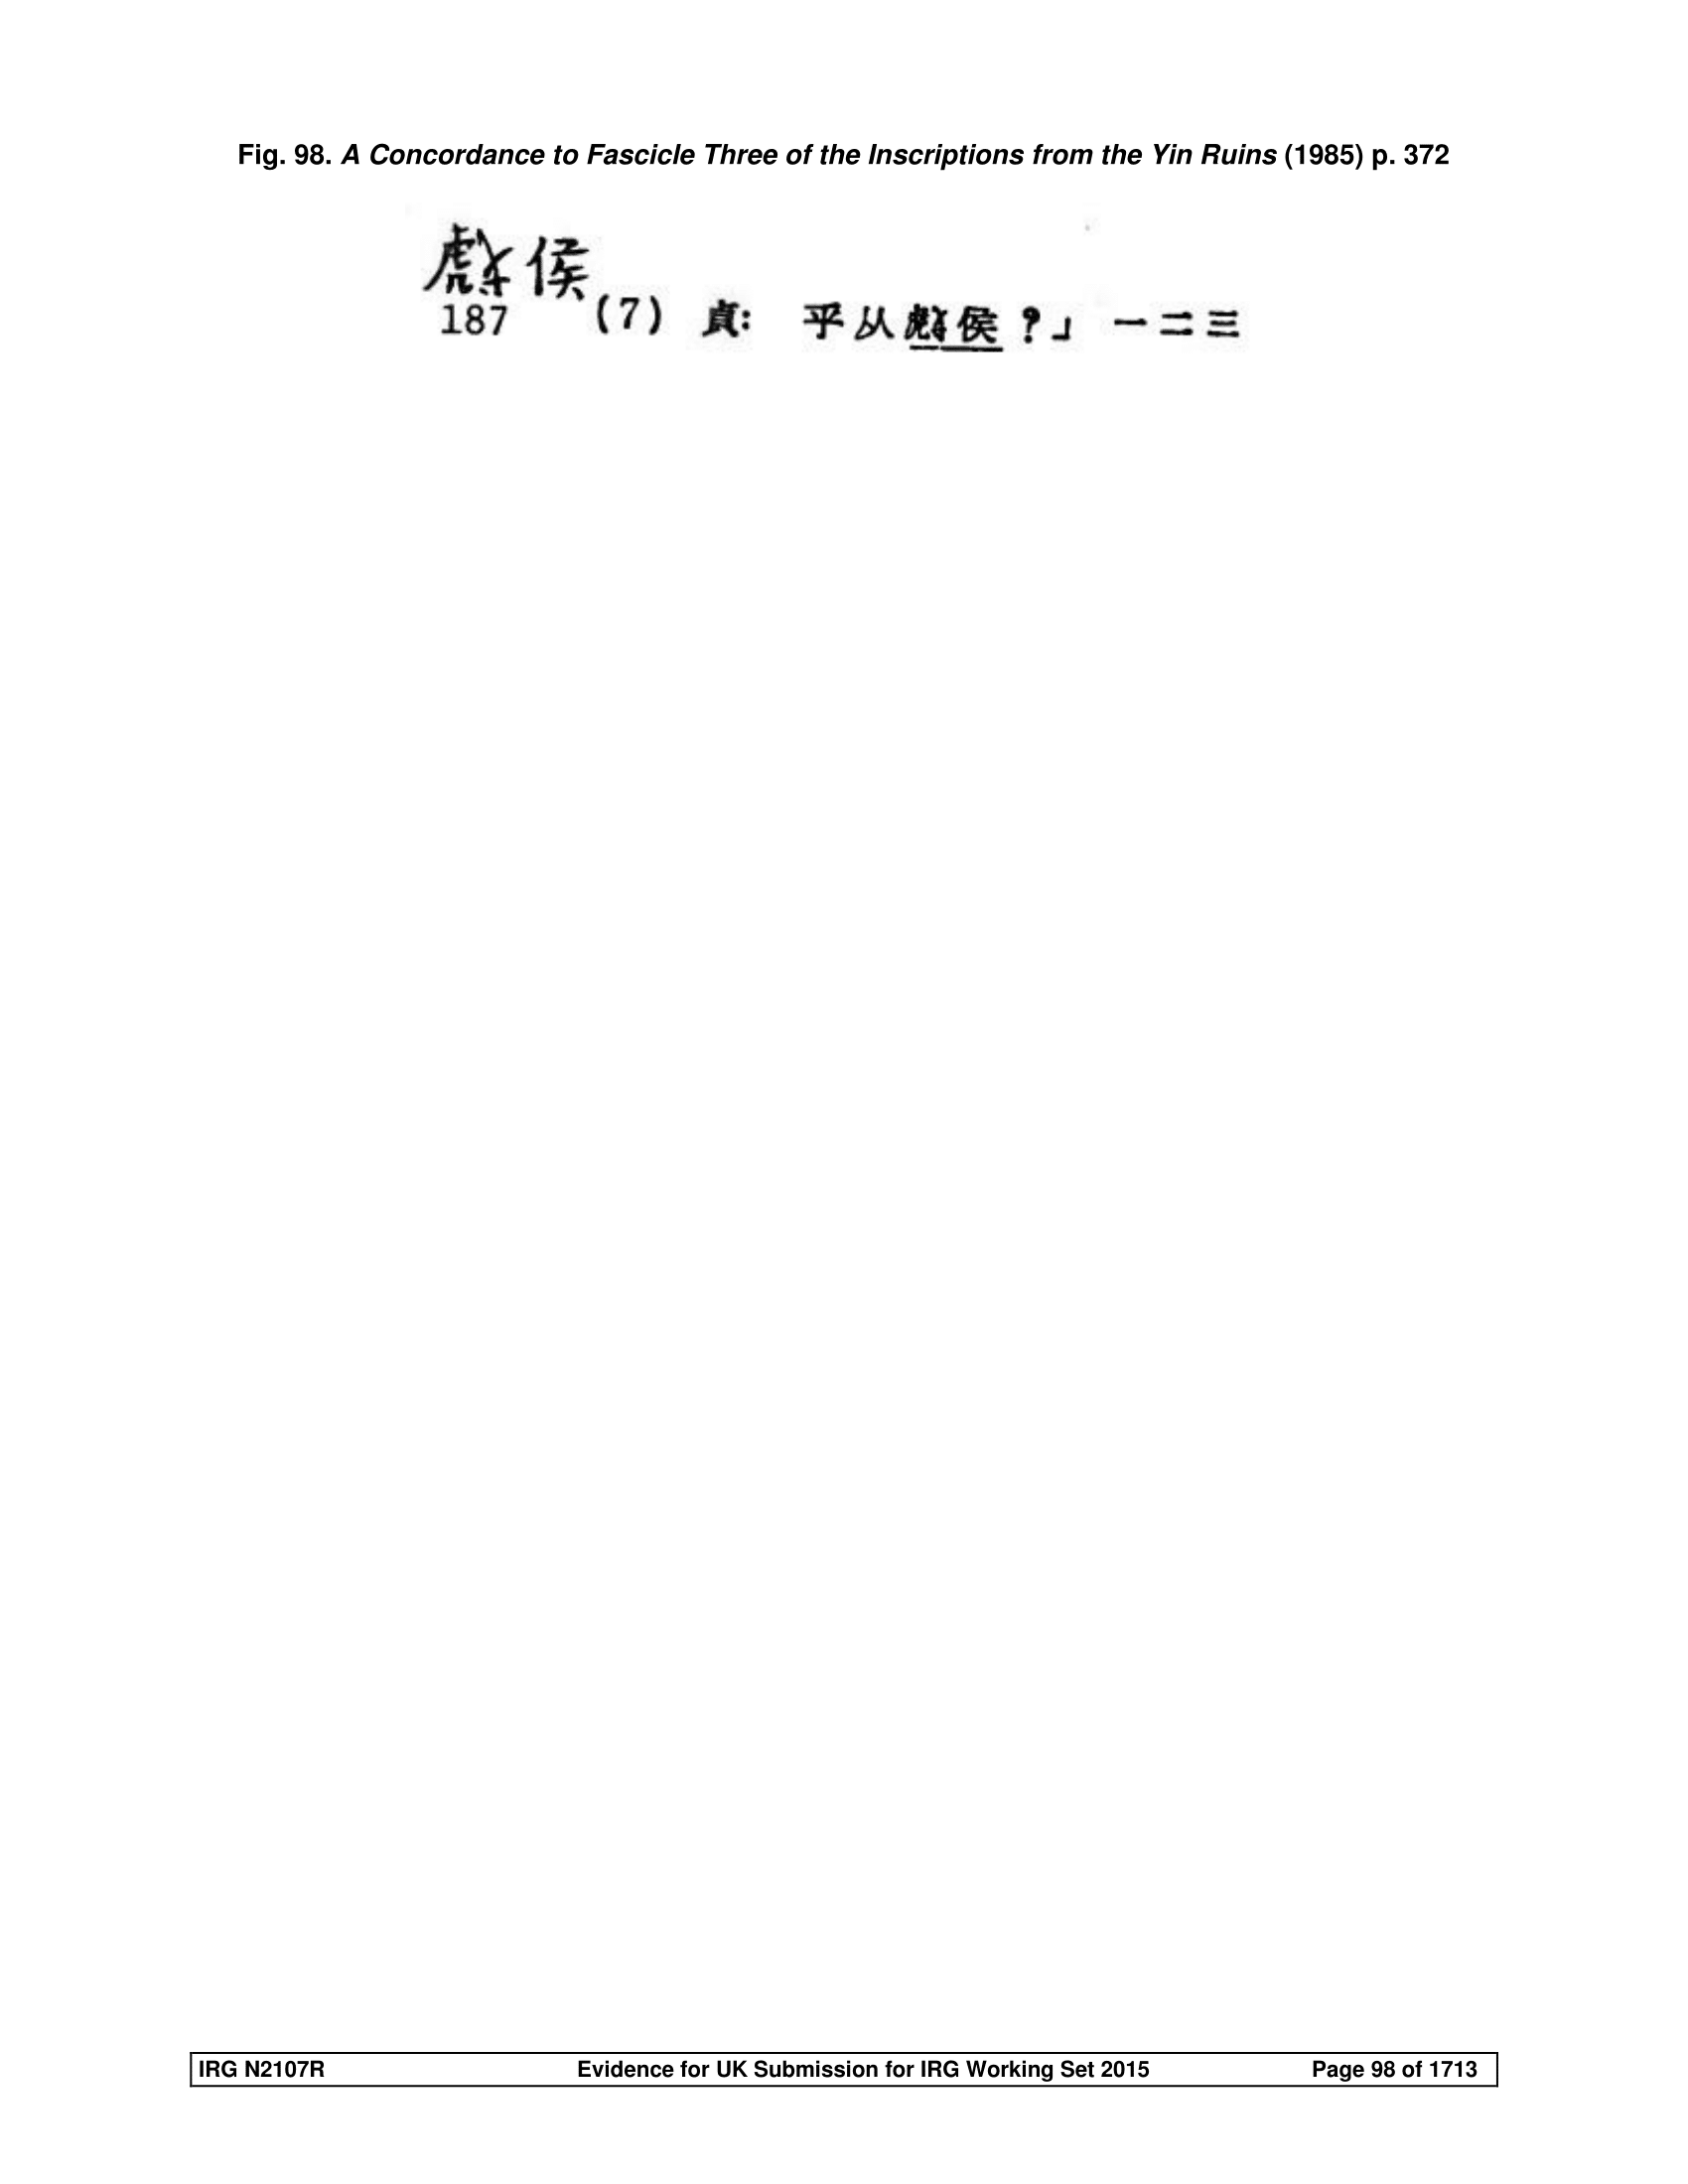 Fig. 98. A Concordance to Fascicle Three of the Inscriptions from the Yin Ruins (1985) p. 372
侯
187 (7) 貞： 乎从侯？」 一二三
IRG N2107R Evidence for UK Submission for IRG Working Set 2015 Page 98 of 1713